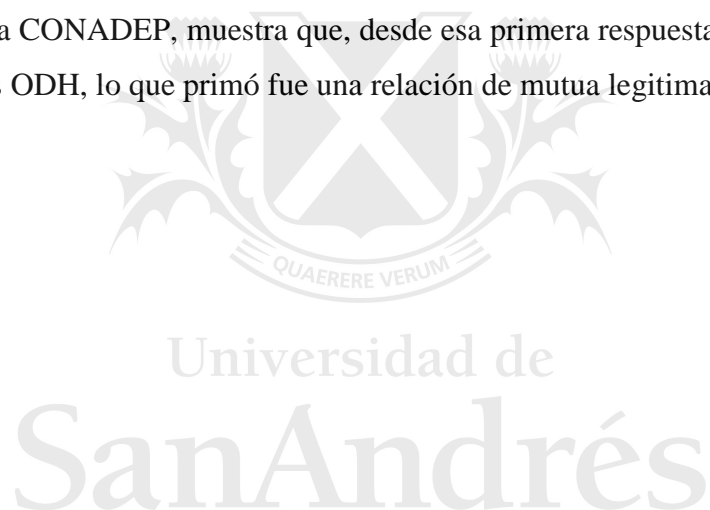 a CONADEP, muestra que, desde esa primera respuesta
ODH, lo que primó fue una relación de mutua legitima
QUAERERE VERUM
Universidad de
SanAndrés